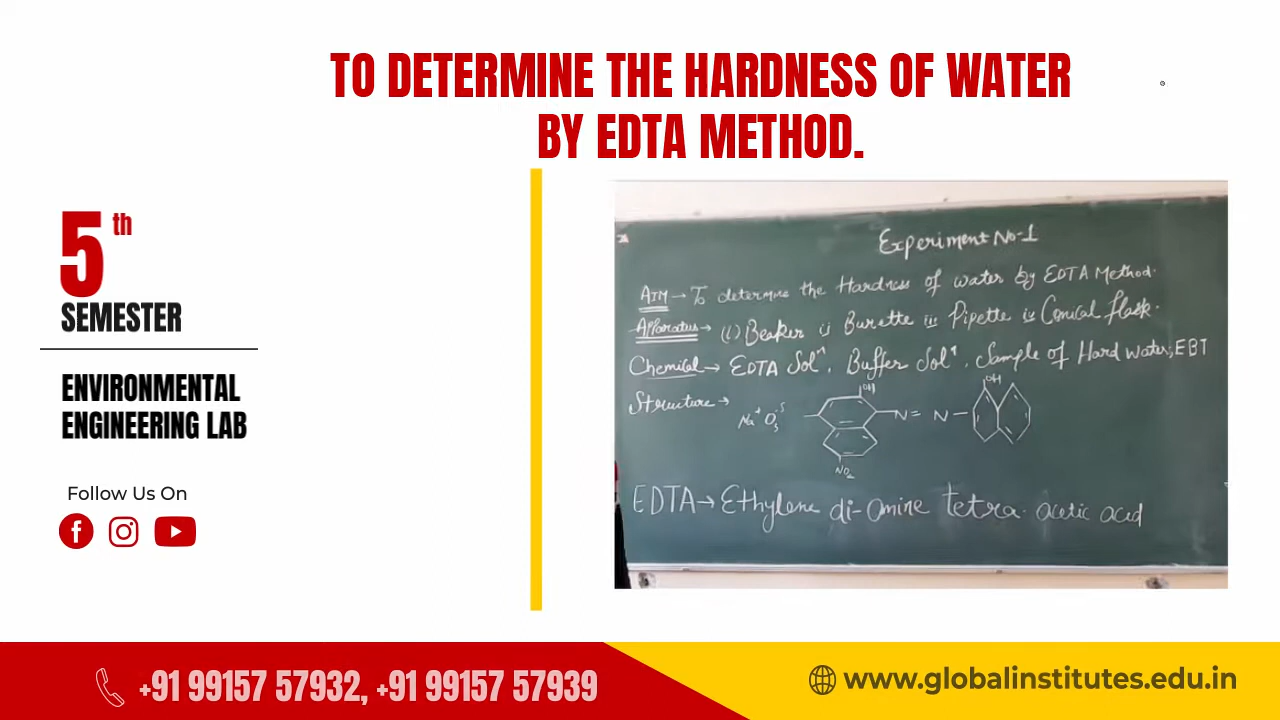 TO DETERMINE THE HARDNESS OF WATER
BY EDTA METHOD.
5th
SEMESTER
ENVIRONMENTAL
ENGINEERING LAB
Follow Us On
Experiment No-1
AIM → To determine the Hardness of water by EDTA Method.
Apparatus → (i) Beaker ii Burette iii Pipette iv Conical flask.
Chemical → EDTA Solⁿ, Buffer Solⁿ, Sample of Hard water, EBT
Structure →
OH
OH
Na⁺ O₃⁻S
N = N
NO₂
EDTA → Ethylene di-amine tetra. acetic acid
+91 99157 57932, +91 99157 57939
www.globalinstitutes.edu.in